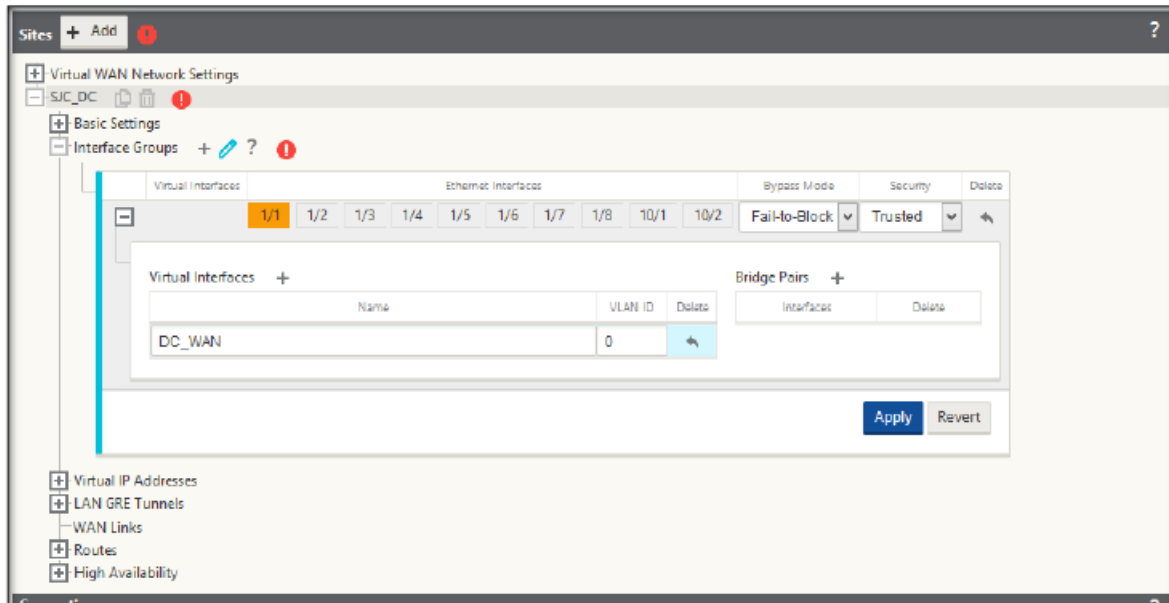 Sites + Add ?
Virtual WAN Network Settings
SJC_DC
Basic Settings
Interface Groups + ?
Virtual Interfaces Ethernet Interfaces Bypass Mode Security Delete
1/1 1/2 1/3 1/4 1/5 1/6 1/7 1/8 10/1 10/2 Fail-to-Block Trusted
Virtual Interfaces + Bridge Pairs +
Name VLAN ID Delete Interfaces Delete
DC_WAN 0
Apply Revert
Virtual IP Addresses
LAN GRE Tunnels
WAN Links
Routes
High Availability